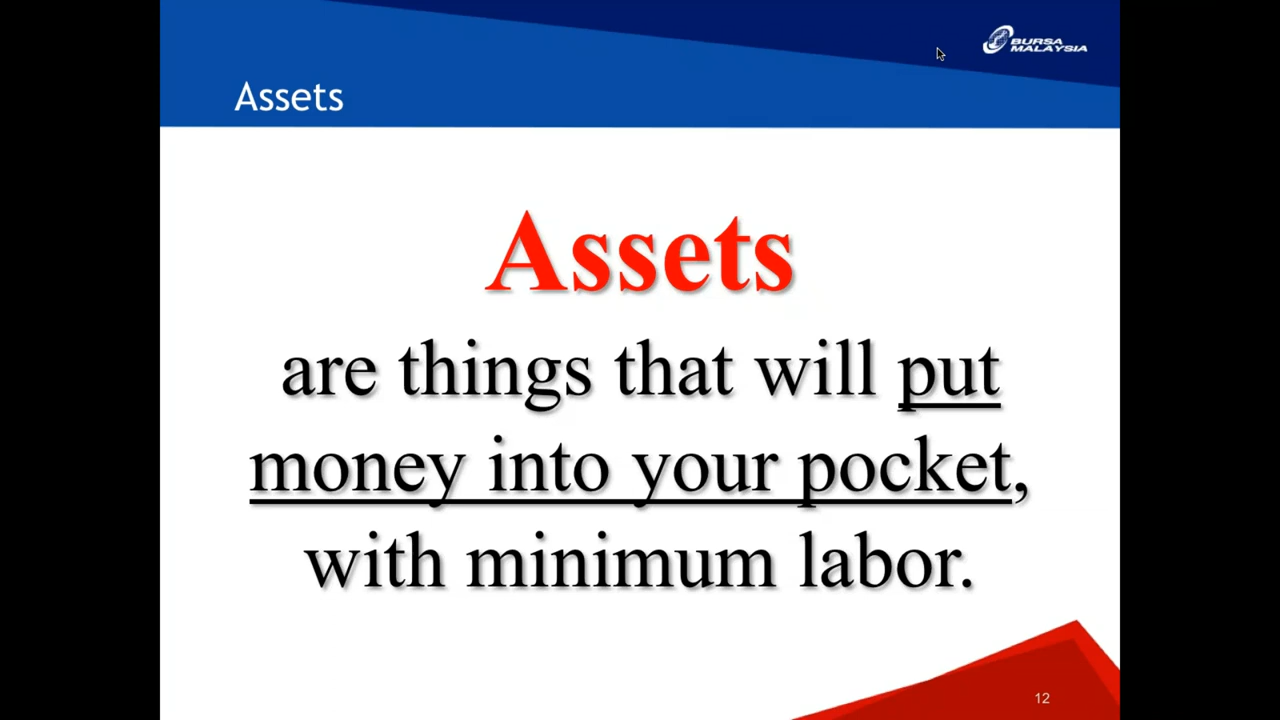 BURSA
MALAYSIA
Assets
Assets
are things that will put
money into your pocket,
with minimum labor.
12